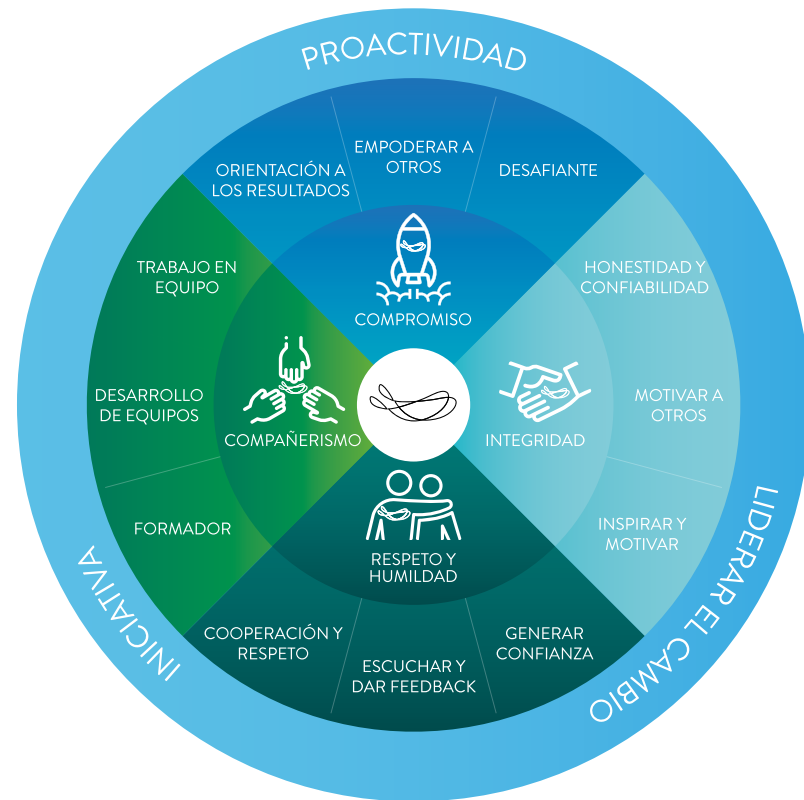 PROACTIVIDAD
ORIENTACIÓN A
LOS RESULTADOS
EMPODERAR A
OTROS
DESAFIANTE
COMPROMISO
TRABAJO EN
EQUIPO
DESARROLLO
DE EQUIPOS
FORMADOR
COMPAÑERISMO
HONESTIDAD Y
CONFIABILIDAD
MOTIVAR A
OTROS
INSPIRAR Y
MOTIVAR
INTEGRIDAD
RESPETO Y
HUMILDAD
COOPERACIÓN Y
RESPETO
ESCUCHAR Y
DAR FEEDBACK
GENERAR
CONFIANZA
INICIATIVA
LIDERAR EL CAMBIO